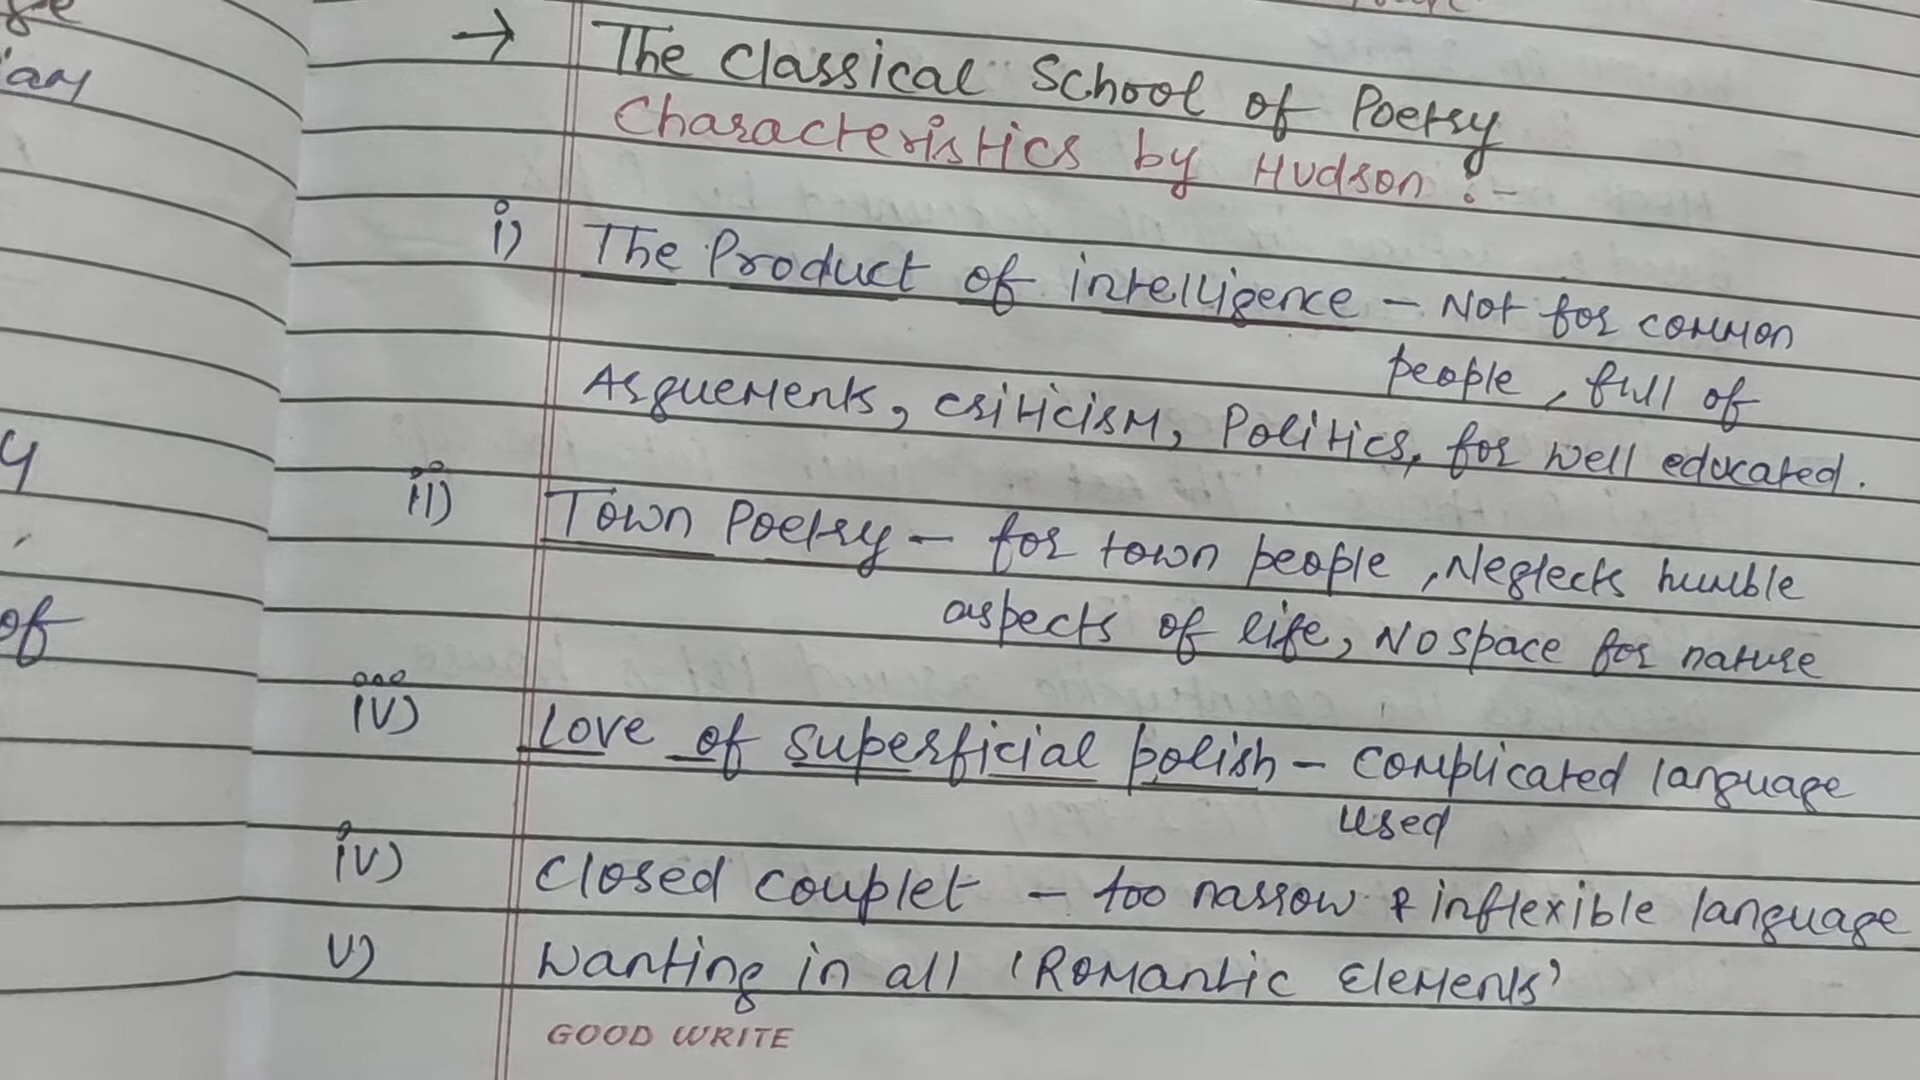 → The Classical School of Poetry
Characteristics by Hudson :-
i) The Product of intelligence - Not for common
people, full of
Arguements, criticism, Politics, for well educated.
ii) Town Poetry - for town people, Neglects humble
aspects of life, No space for nature
iv) Love of superficial polish - complicated language
used
iv) Closed couplet - too narrow & inflexible language
v) Wanting in all 'Romantic Elements'
GOOD WRITE
of